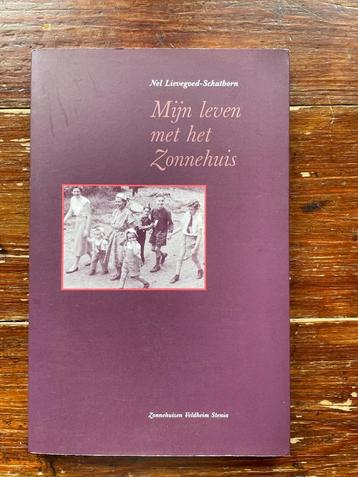 Nel Lievegoed-Schatborn
Mijn leven
met het
Zonnehuis
Zonnehuizen Veldheim Stenia